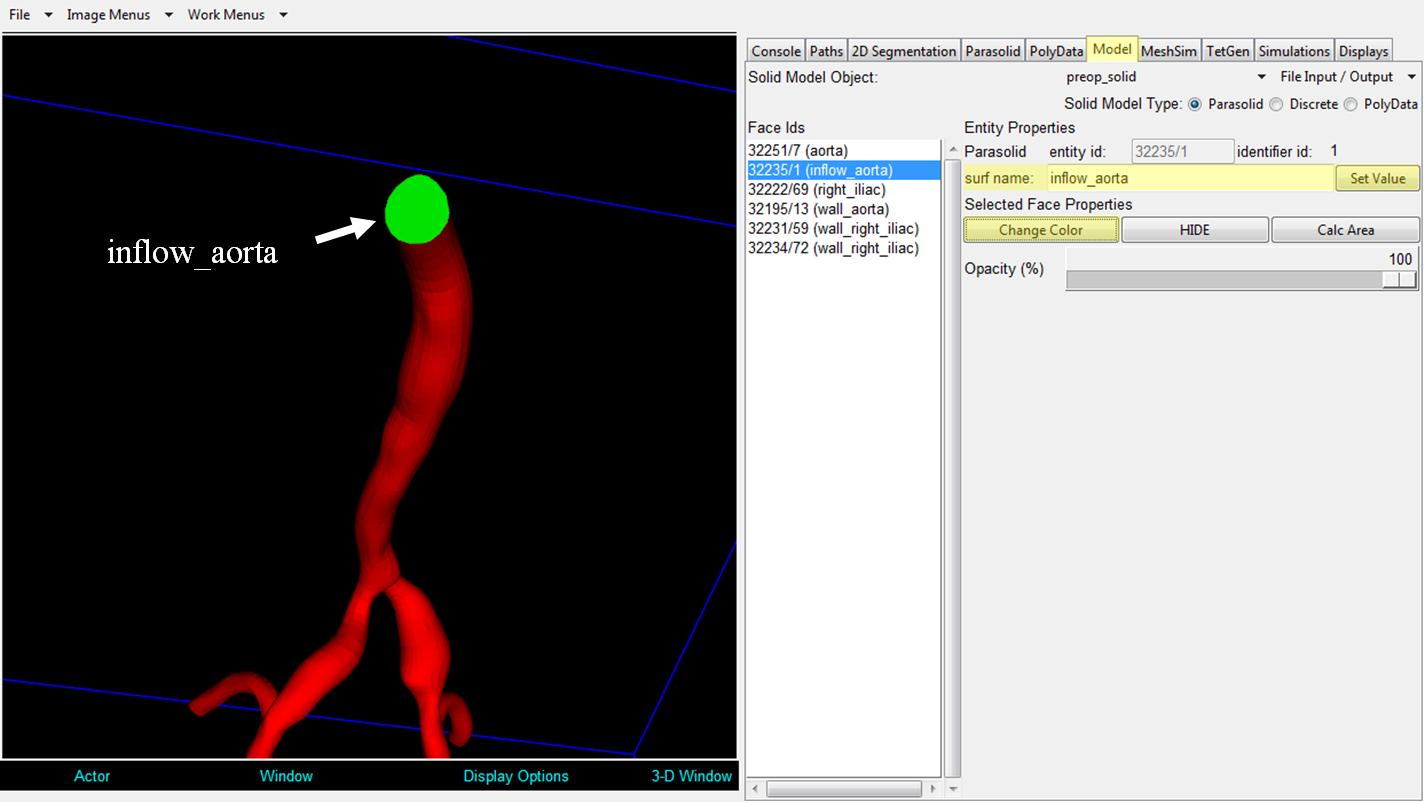 File Image Menus Work Menus
Console Paths 2D Segmentation Parasolid PolyData Model MeshSim TetGen Simulations Displays
Solid Model Object: preop_solid File Input / Output
Solid Model Type: Parasolid Discrete PolyData
Face Ids
32251/7 (aorta)
32235/1 (inflow_aorta)
32222/69 (right_iliac)
32195/13 (wall_aorta)
32231/59 (wall_right_iliac)
32234/72 (wall_right_iliac)
Entity Properties
Parasolid entity id: 32235/1 identifier id: 1
surf name: inflow_aorta Set Value
Selected Face Properties
Change Color HIDE Calc Area
Opacity (%) 100
inflow_aorta
Actor Window Display Options 3-D Window